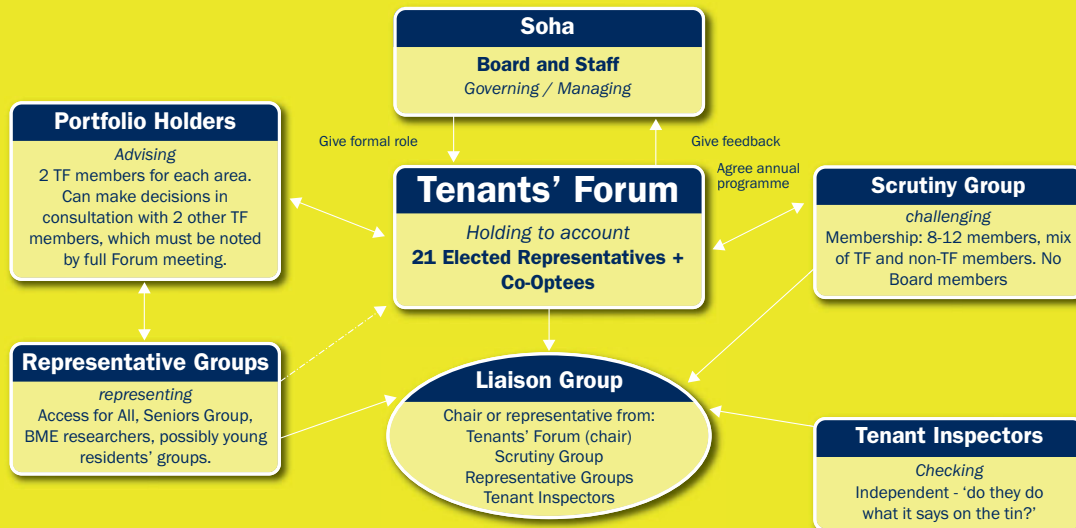 Soha
Board and Staff
Governing / Managing
Portfolio Holders
Advising
2 TF members for each area.
Can make decisions in
consultation with 2 other TF
members, which must be noted
by full Forum meeting.
Give formal role
Give feedback
Agree annual
programme
Tenants’ Forum
Holding to account
21 Elected Representatives +
Co-Optees
Scrutiny Group
challenging
Membership: 8-12 members, mix
of TF and non-TF members. No
Board members
Representative Groups
representing
Access for All, Seniors Group,
BME researchers, possibly young
residents’ groups.
Liaison Group
Chair or representative from:
Tenants’ Forum (chair)
Scrutiny Group
Representative Groups
Tenant Inspectors
Tenant Inspectors
Checking
Independent - ‘do they do
what it says on the tin?’